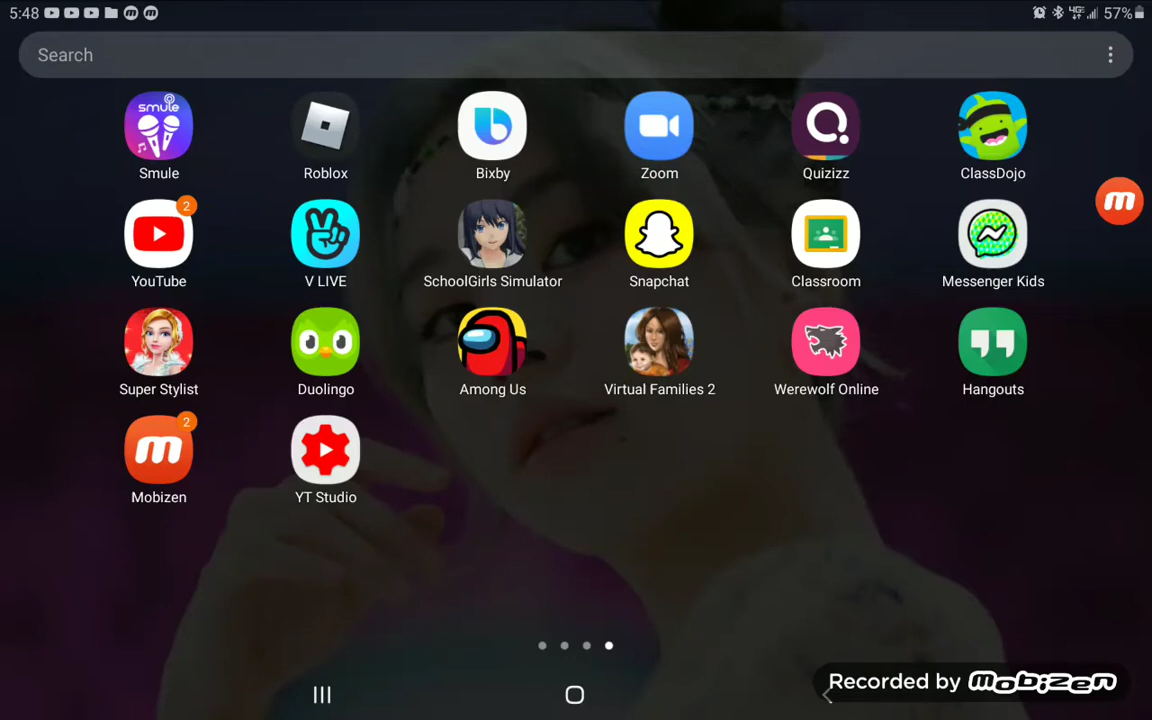 5:48
4GE 57%
Search
smule
Smule Roblox Bixby Zoom Quizizz ClassDojo
2
YouTube V LIVE SchoolGirls Simulator Snapchat Classroom Messenger Kids
Super Stylist Duolingo Among Us Virtual Families 2 Werewolf Online Hangouts
2
Mobizen YT Studio
Recorded by mobizen